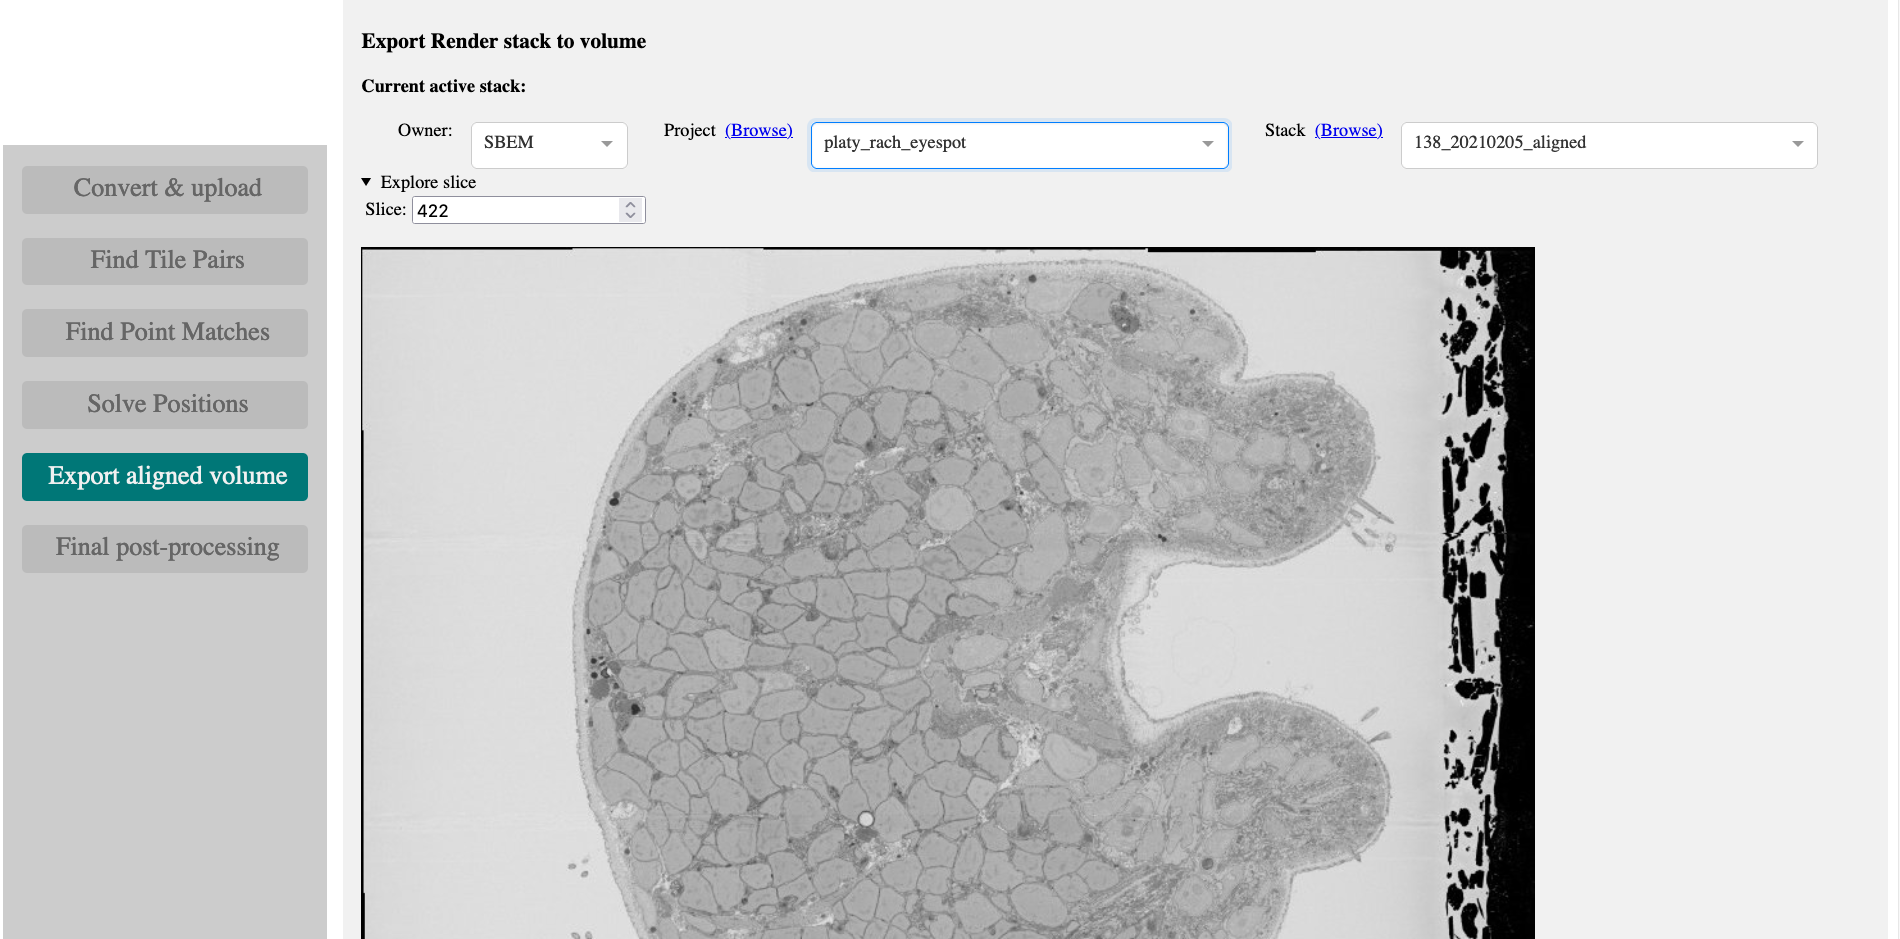 Convert & upload
Find Tile Pairs
Find Point Matches
Solve Positions
Export aligned volume
Final post-processing
Export Render stack to volume
Current active stack:
Owner: SBEM Project (Browse) platy_rach_eyespot Stack (Browse) 138_20210205_aligned
Explore slice
Slice: 422